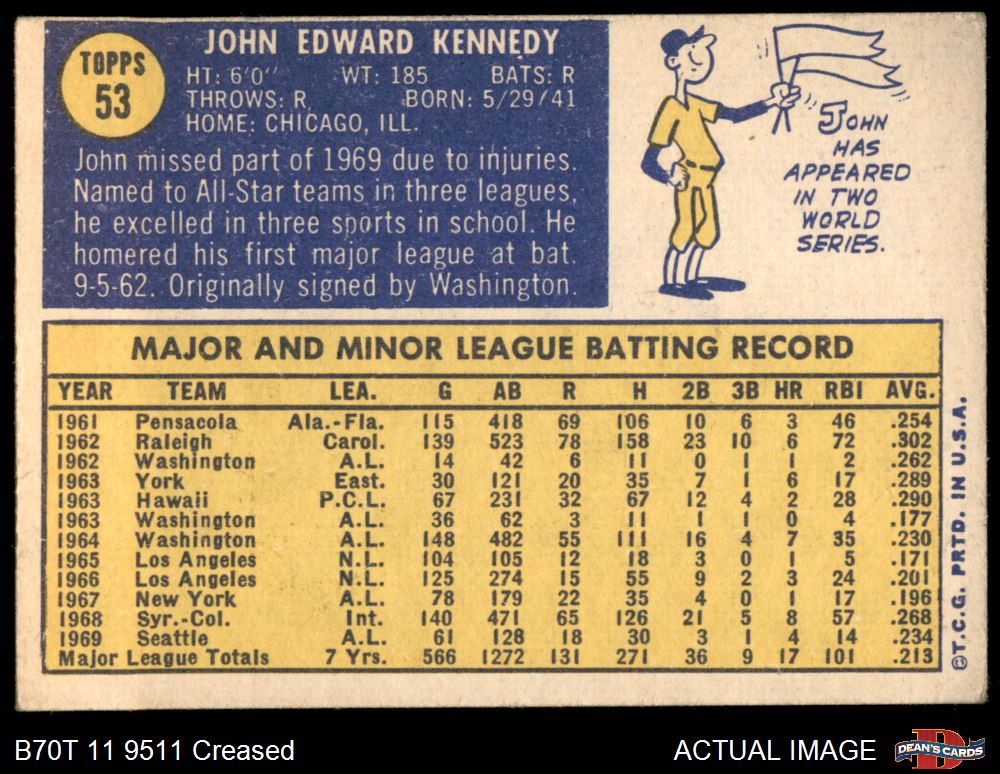 TOPPS
53
JOHN EDWARD KENNEDY
HT: 6'0" WT: 185 BATS: R
THROWS: R BORN: 5/29/41
HOME: CHICAGO, ILL.
John missed part of 1969 due to injuries.
Named to All-Star teams in three leagues,
he excelled in three sports in school. He
homered his first major league at bat.
9-5-62. Originally signed by Washington.
JOHN
HAS
APPEARED
IN TWO
WORLD
SERIES.
MAJOR AND MINOR LEAGUE BATTING RECORD
YEAR TEAM LEA. G AB R H 2B 3B HR RBI AVG.
1961 Pensacola Ala.-Fla. 115 418 69 106 10 6 3 46 .254
1962 Raleigh Carol. 139 523 78 158 23 10 6 72 .302
1962 Washington A.L. 14 42 6 11 0 1 1 2 .262
1963 York East. 30 121 20 35 7 1 6 17 .289
1963 Hawaii P.C.L. 67 231 32 67 12 4 2 28 .290
1963 Washington A.L. 36 62 3 11 1 1 0 4 .177
1964 Washington A.L. 148 482 55 111 16 4 7 35 .230
1965 Los Angeles N.L. 104 105 12 18 3 0 1 5 .171
1966 Los Angeles N.L. 125 274 15 55 9 2 3 24 .201
1967 New York A.L. 78 179 22 35 4 0 1 17 .196
1968 Syr.-Col. Int. 140 471 65 126 21 5 8 57 .268
1969 Seattle A.L. 61 128 18 30 3 1 4 14 .234
Major League Totals 7 Yrs. 566 1272 131 271 36 9 17 101 .213
©T.C.G. PRTD. IN U.S.A.
B70T 11 9511 Creased
ACTUAL IMAGE
D
DEAN'S CARDS